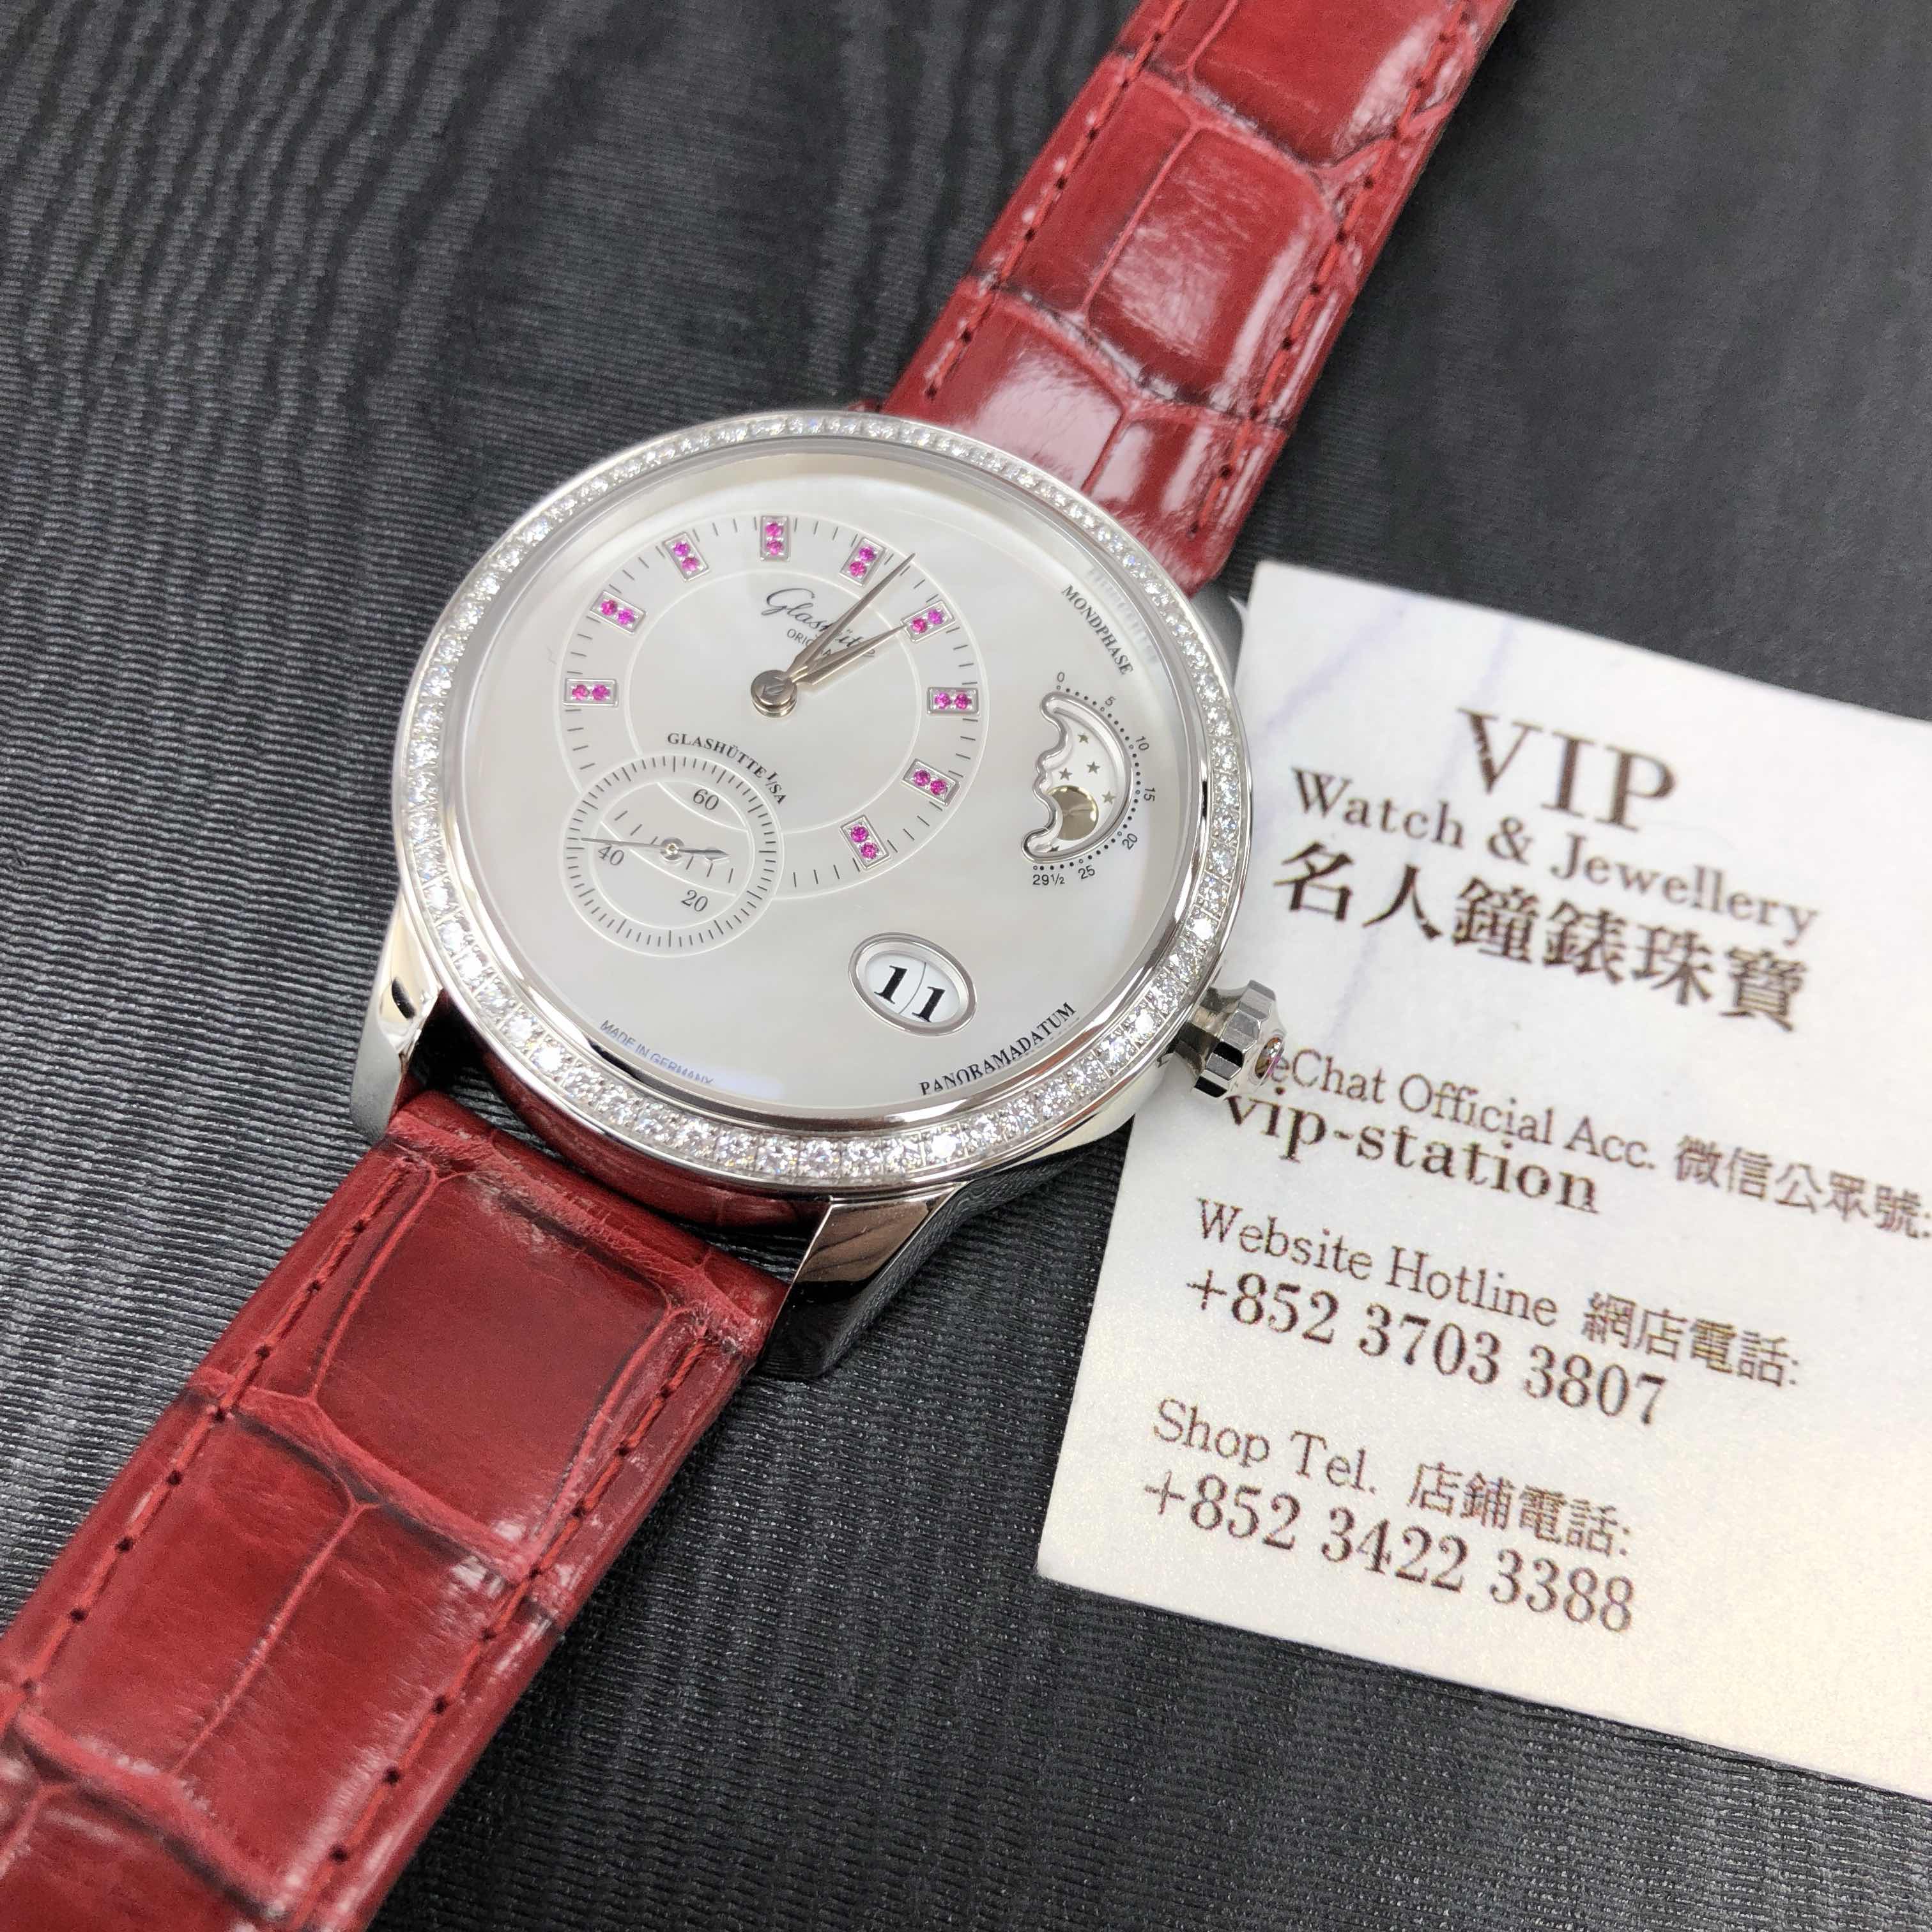 Glashütte
GLASHÜTTE I/SA
60
40
20
MONDPHASE
0
5
10
15
20
25
29½
11
PANORAMADATUM
MADE IN GERMANY
VIP
Watch & Jewellery
名人鐘錶珠寶
eChat Official Acc. 微信公眾號:
vip-station
Website Hotline 網店電話:
+852 3703 3807
Shop Tel. 店鋪電話:
+852 3422 3388